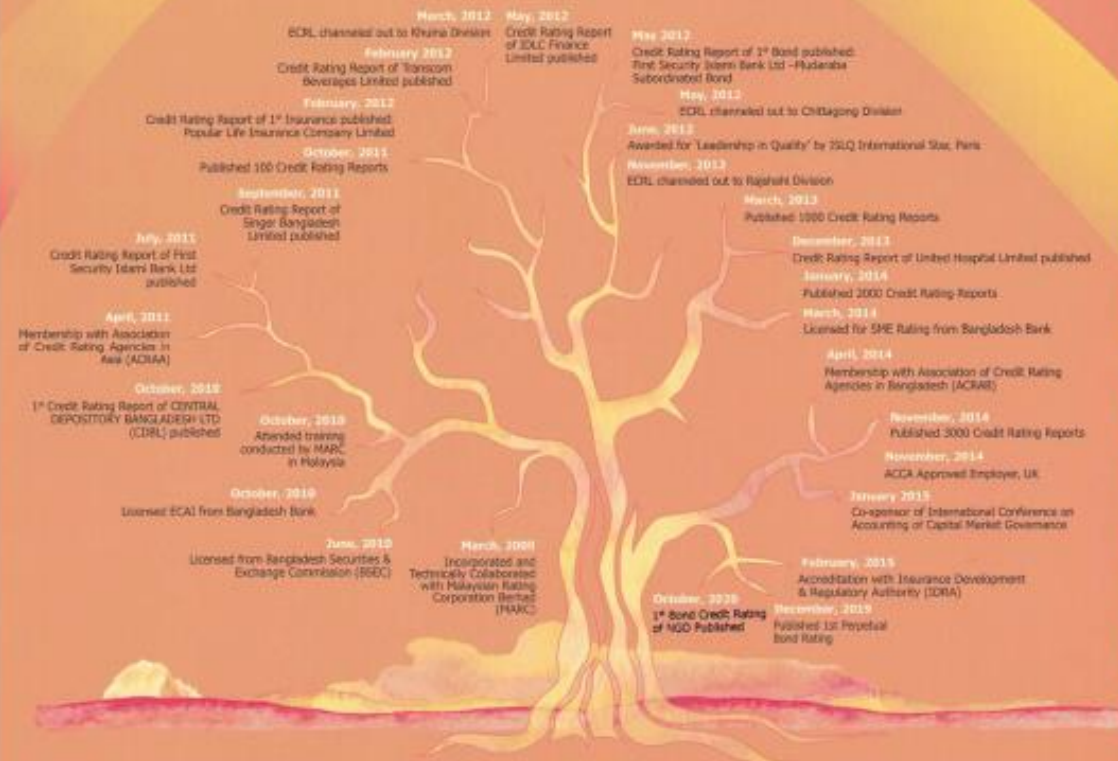 March, 2012
ECRL channeled out to Khulna Division
February 2012
Credit Rating Report of Transcom
Beverages Limited published
February, 2012
Credit Rating Report of 1st Insurance published:
Popular Life Insurance Company Limited
October, 2011
Published 100 Credit Rating Reports
September, 2011
Credit Rating Report of
Singer Bangladesh
Limited published
July, 2011
Credit Rating Report of First
Security Islami Bank Ltd
published
April, 2011
Membership with Association
of Credit Rating Agencies in
Asia (ACRAA)
October, 2010
1st Credit Rating Report of CENTRAL
DEPOSITORY BANGLADESH LTD
(CDBL) published
October, 2010
Attended training
conducted by MARC
in Malaysia
October, 2010
Licensed ECAI from Bangladesh Bank
June, 2010
Licensed from Bangladesh Securities &
Exchange Commission (BSEC)
March, 2009
Incorporated and
Technically Collaborated
with Malaysian Rating
Corporation Berhad
(MARC)
May, 2012
Credit Rating Report
of IDLC Finance
Limited published
May 2012
Credit Rating Report of 1st Bond published:
First Security Islami Bank Ltd -Mudaraba
Subordinated Bond
May, 2012
ECRL channeled out to Chittagong Division
June, 2012
Awarded for 'Leadership in Quality' by ISLQ International Star, Paris
November, 2012
ECRL channeled out to Rajshahi Division
March, 2013
Published 1000 Credit Rating Reports
December, 2013
Credit Rating Report of United Hospital Limited published
January, 2014
Published 2000 Credit Rating Reports
March, 2014
Licensed for SME Rating from Bangladesh Bank
April, 2014
Membership with Association of Credit Rating
Agencies in Bangladesh (ACRAB)
November, 2014
Published 3000 Credit Rating Reports
November, 2014
ACCA Approved Employer, UK
January 2015
Co-sponsor of International Conference on
Accounting of Capital Market Governance
February, 2015
Accreditation with Insurance Development
& Regulatory Authority (IDRA)
December, 2019
Published 1st Perpetual
Bond Rating
October, 2020
1st Bond Credit Rating
of NGO Published